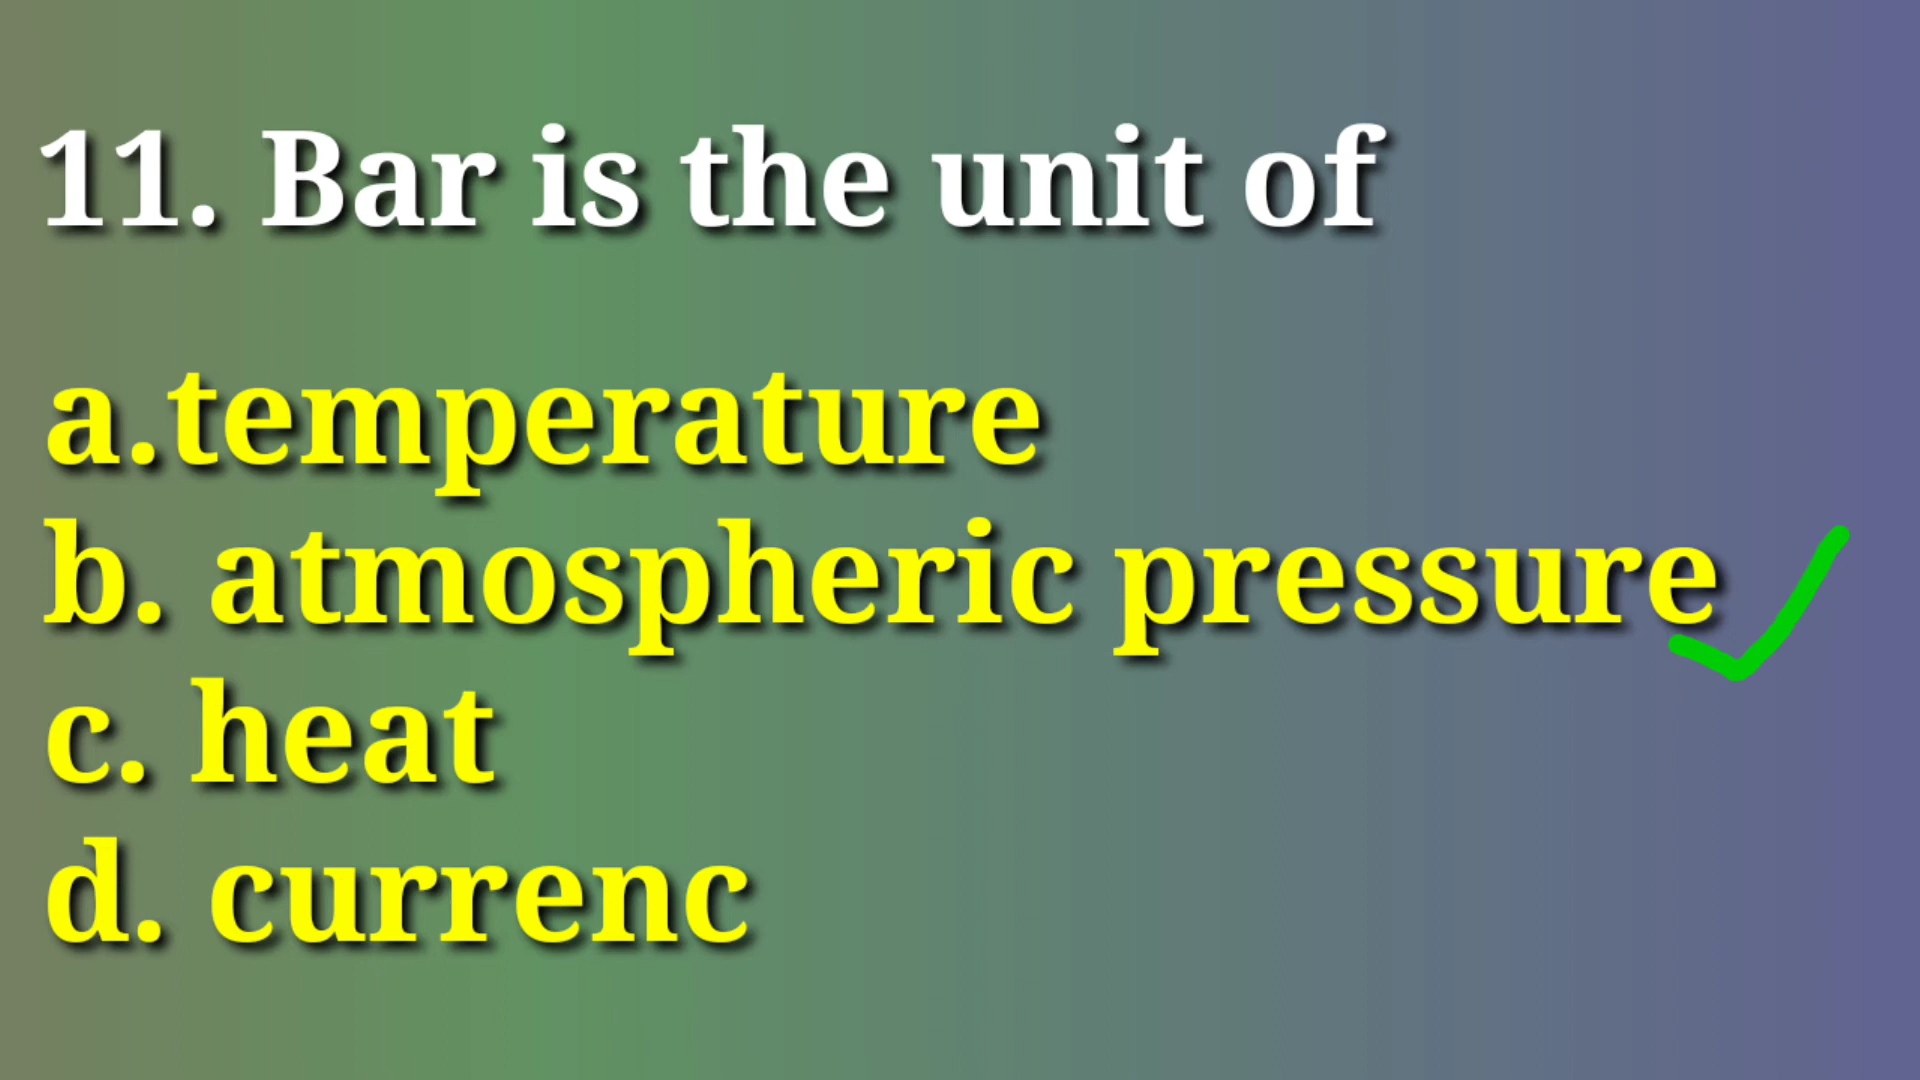 11. Bar is the unit of
a.temperature
b. atmospheric pressure
c. heat
d. currenc